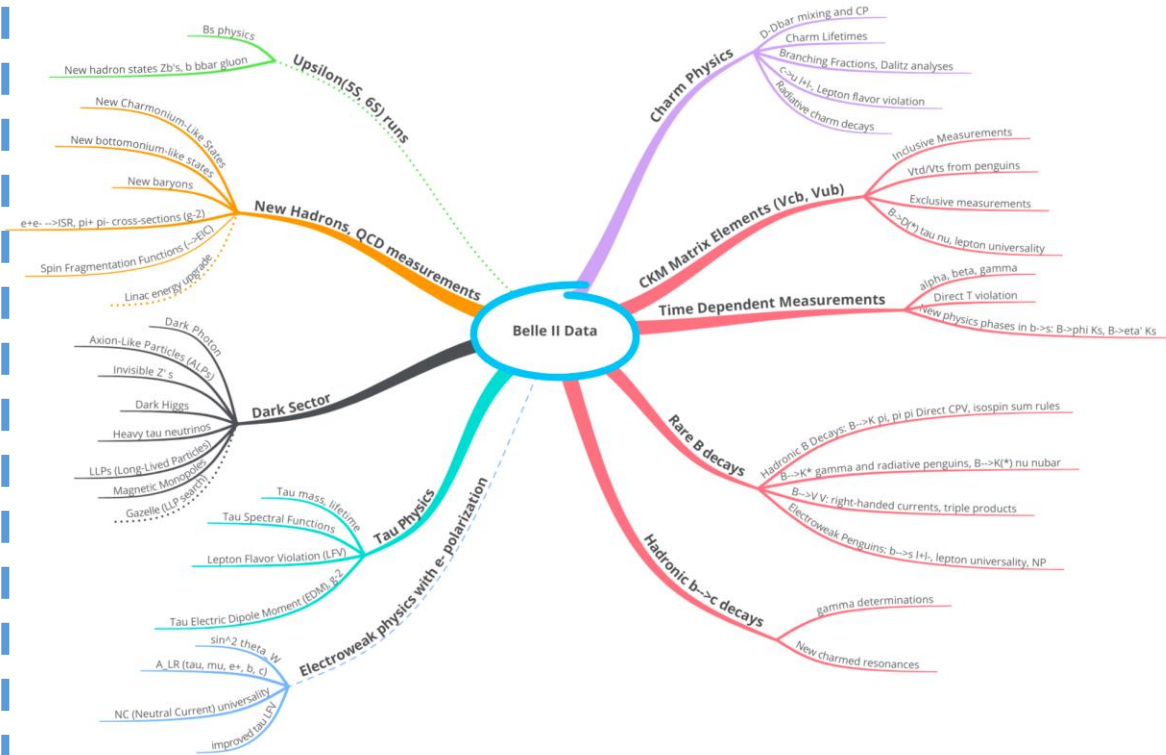 Belle II Data
Upsilon(5S, 6S) runs
Bs physics
New hadron states Zb's, b bbar gluon
New Hadrons, QCD measurements
New Charmonium-Like States
New bottomonium-like states
New baryons
e+e- -->ISR, pi+ pi- cross-sections (g-2)
Spin Fragmentation Functions (-->EIC)
Linac energy upgrade
Dark Sector
Dark Photon
Axion-Like Particles (ALPs)
Invisible Z' s
Dark Higgs
Heavy tau neutrinos
LLPs (Long-Lived Particles)
Magnetic Monopoles
Gazelle (LLP search)
Tau Physics
Tau mass, lifetime
Tau Spectral Functions
Lepton Flavor Violation (LFV)
Tau Electric Dipole Moment (EDM), g-2
Electroweak physics with e- polarization
sin^2 theta_W
A_LR (tau, mu, e+, b, c)
NC (Neutral Current) universality
improved tau LFV
Charm Physics
D-Dbar mixing and CP
Charm Lifetimes
Branching Fractions, Dalitz analyses
c->u l+l-, Lepton flavor violation
Radiative charm decays
CKM Matrix Elements (Vcb, Vub)
Inclusive Measurements
Vtd/Vts from penguins
Exclusive measurements
B->D(*) tau nu, lepton universality
Time Dependent Measurements
alpha, beta, gamma
Direct T violation
New physics phases in b->s: B->phi Ks, B->eta' Ks
Rare B decays
Hadronic B Decays: B-->K pi, pi pi Direct CPV, isospin sum rules
B-->K* gamma and radiative penguins, B-->K(*) nu nubar
B-->V V: right-handed currents, triple products
Electroweak Penguins: b-->s l+l-, lepton universality, NP
Hadronic b-->c decays
gamma determinations
New charmed resonances